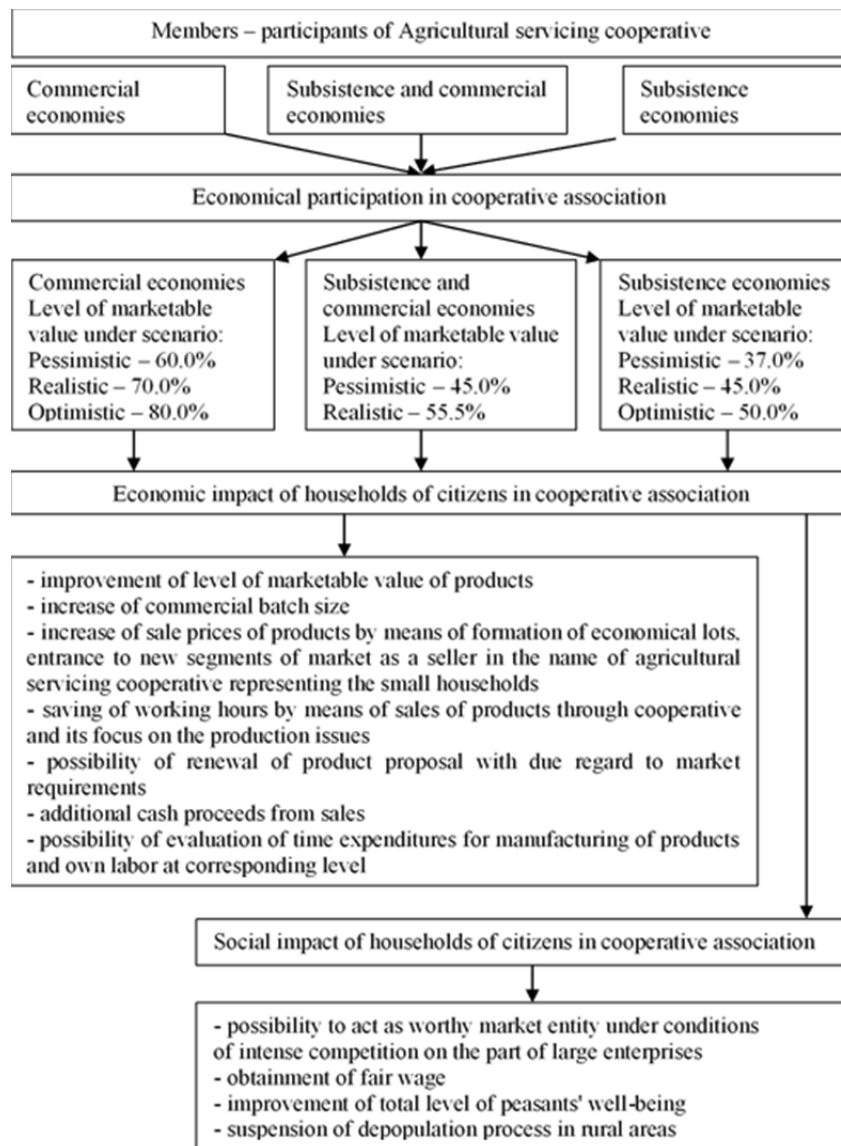 Members – participants of Agricultural servicing cooperative
Commercial
economies
Subsistence and commercial
economies
Subsistence
economies
Economical participation in cooperative association
Commercial economies
Level of marketable
value under scenario:
Pessimistic – 60.0%
Realistic – 70.0%
Optimistic – 80.0%
Subsistence and
commercial economies
Level of marketable value
under scenario:
Pessimistic – 45.0%
Realistic – 55.5%
Subsistence economies
Level of marketable
value under scenario:
Pessimistic – 37.0%
Realistic – 45.0%
Optimistic – 50.0%
Economic impact of households of citizens in cooperative association
- improvement of level of marketable value of products
- increase of commercial batch size
- increase of sale prices of products by means of formation of economical lots,
entrance to new segments of market as a seller in the name of agricultural
servicing cooperative representing the small households
- saving of working hours by means of sales of products through cooperative
and its focus on the production issues
- possibility of renewal of product proposal with due regard to market
requirements
- additional cash proceeds from sales
- possibility of evaluation of time expenditures for manufacturing of products
and own labor at corresponding level
Social impact of households of citizens in cooperative association
- possibility to act as worthy market entity under conditions
of intense competition on the part of large enterprises
- obtainment of fair wage
- improvement of total level of peasants' well-being
- suspension of depopulation process in rural areas